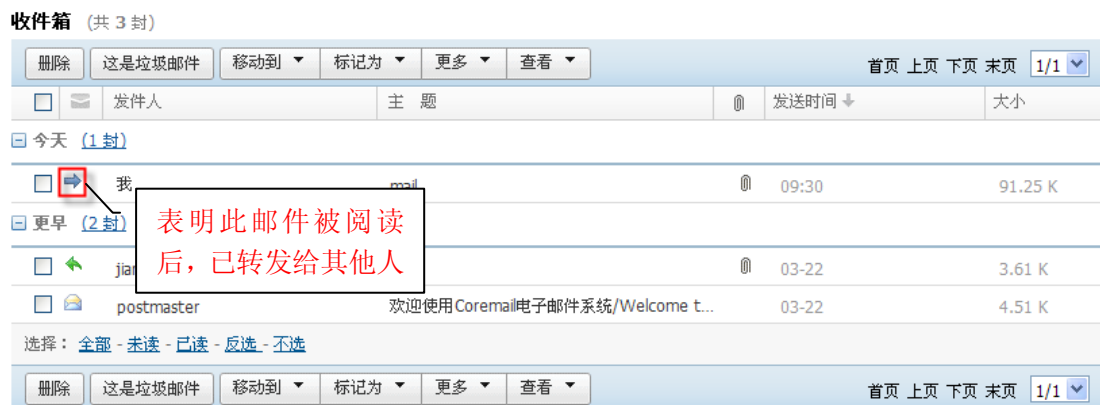 收件箱 (共 3 封)
删除 这是垃圾邮件 移动到 标记为 更多 查看 首页 上页 下页 末页 1/1
发件人 主 题 发送时间 大小
今天 (1 封)
我 mail 09:30 91.25 K
更早 (2 封)
表明此邮件被阅读
后，已转发给其他人
03-22 3.61 K
postmaster 欢迎使用Coremail电子邮件系统/Welcome t... 03-22 4.51 K
选择： 全部 - 未读 - 已读 - 反选 - 不选
删除 这是垃圾邮件 移动到 标记为 更多 查看 首页 上页 下页 末页 1/1